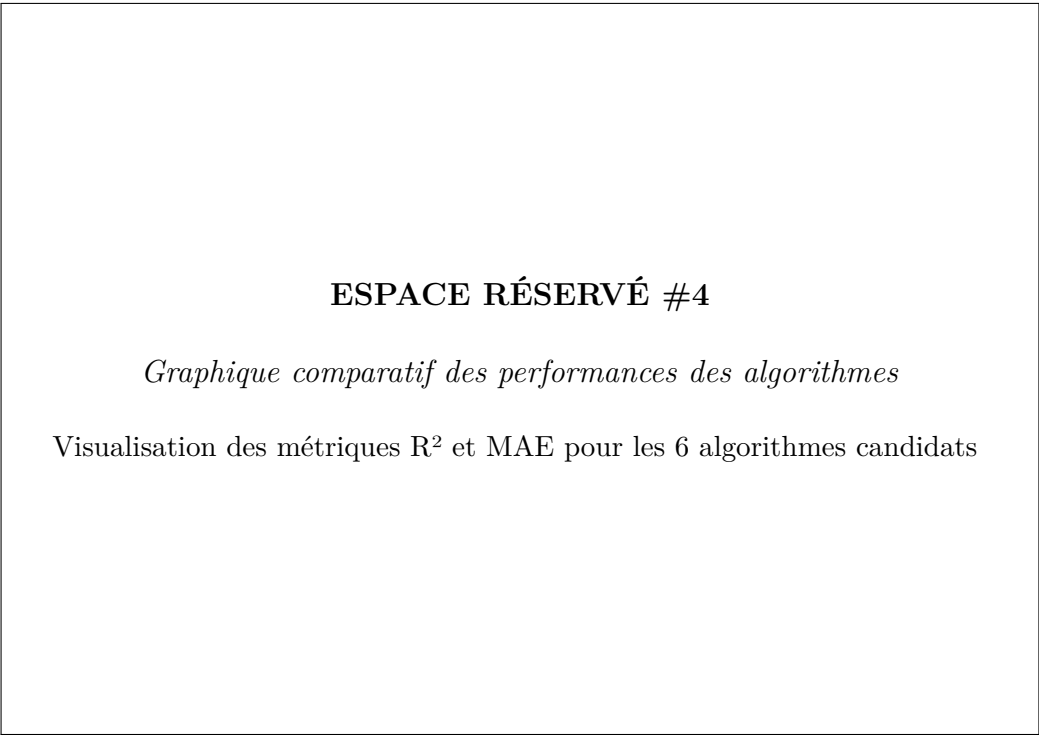 ESPACE RÉSERVÉ #4
Graphique comparatif des performances des algorithmes
Visualisation des métriques R² et MAE pour les 6 algorithmes candidats